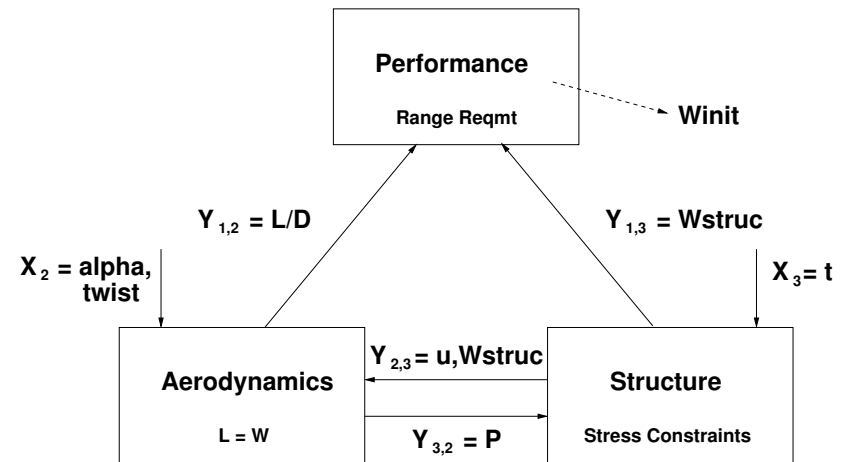 Performance
Range Reqmt
Winit
Y 1,2 = L/D
Y 1,3 = Wstruc
X 2 = alpha,
twist
X 3 = t
Y 2,3 = u,Wstruc
Aerodynamics
Structure
L = W
Y 3,2 = P
Stress Constraints